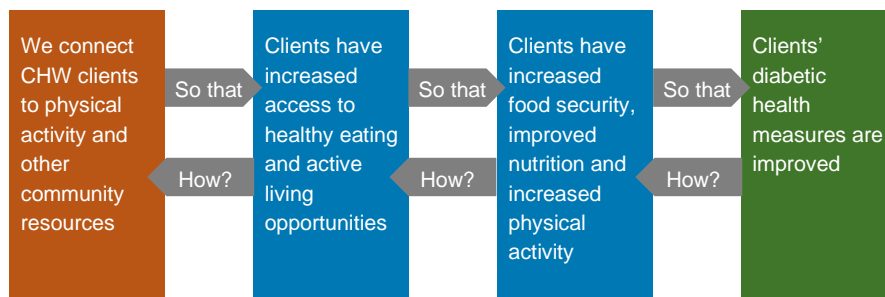 We connect
CHW clients
to physical
activity and
other
community
resources
So that
How?
Clients have
increased
access to
healthy eating
and active
living
opportunities
So that
How?
Clients have
increased
food security,
improved
nutrition and
increased
physical
activity
So that
How?
Clients’
diabetic
health
measures are
improved